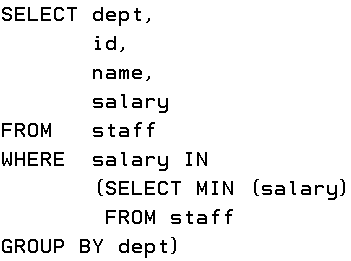 SELECT dept,
id,
name,
salary
FROM staff
WHERE salary IN
(SELECT MIN (salary)
FROM staff
GROUP BY dept)